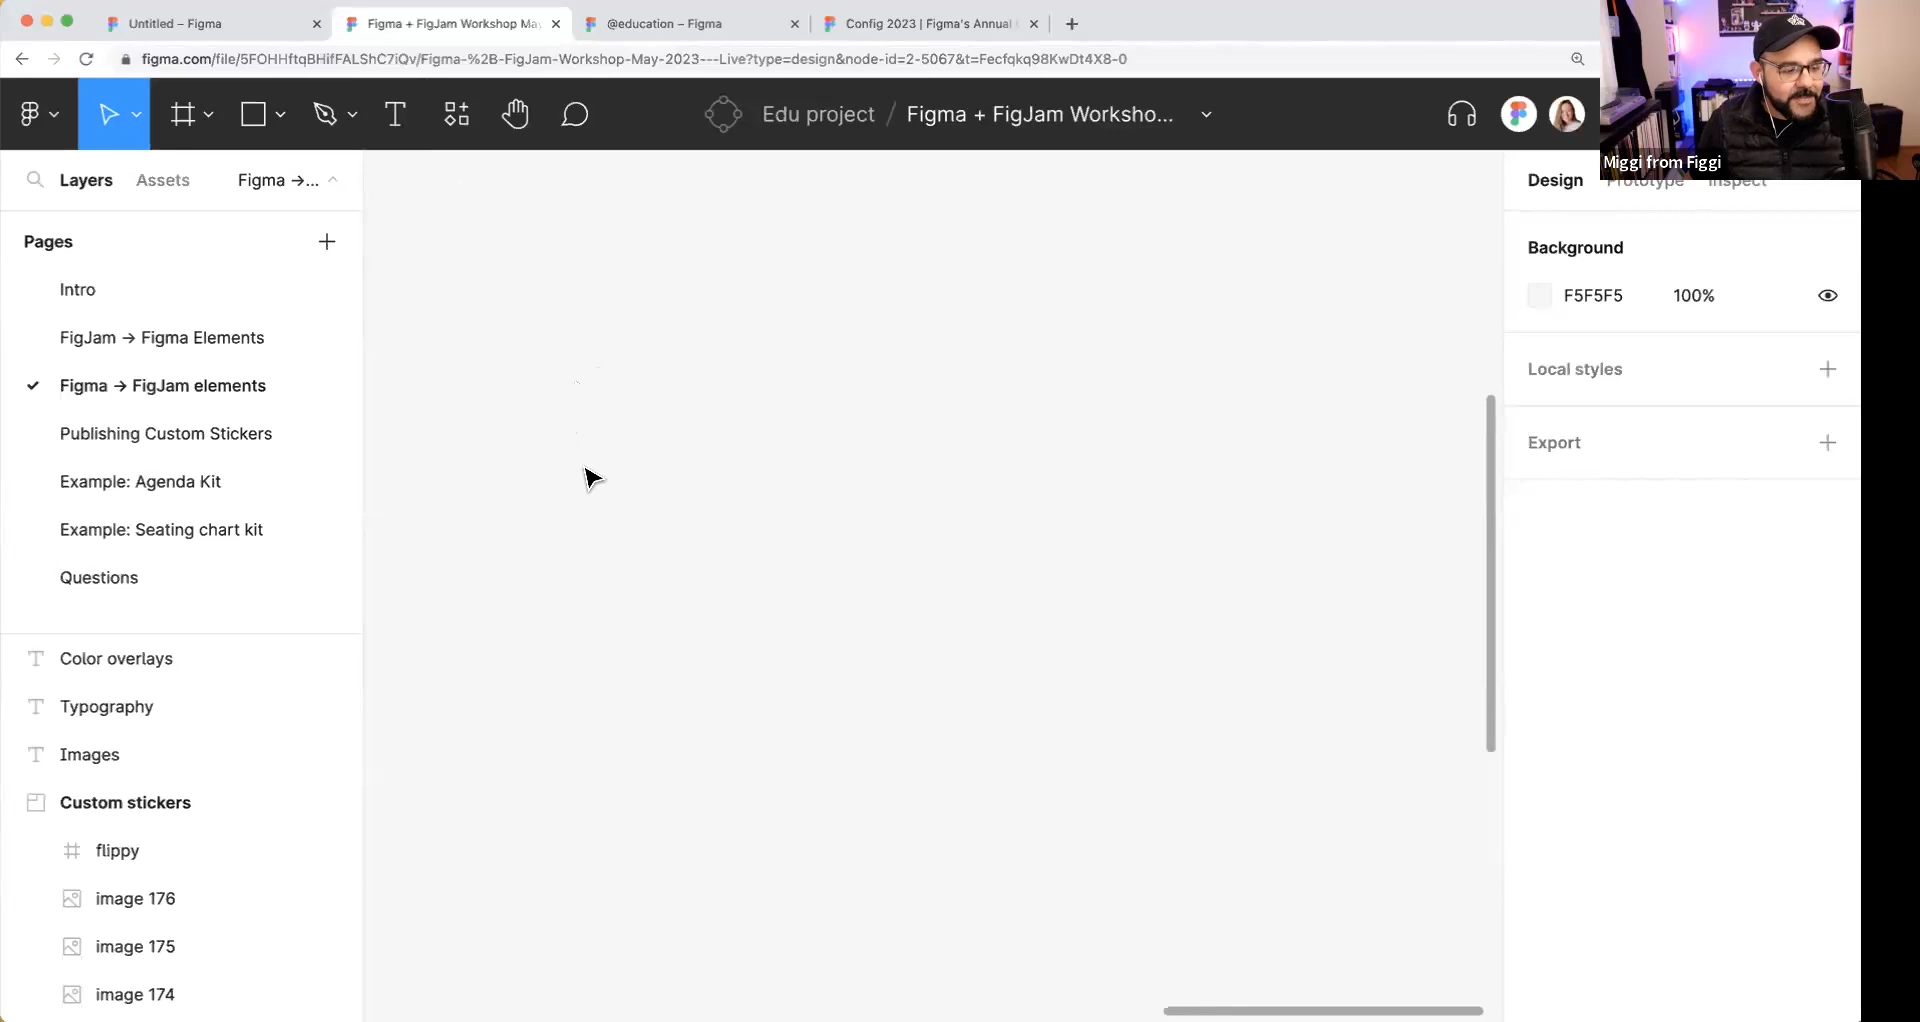 Untitled – Figma
Figma + FigJam Workshop May
@education – Figma
Config 2023 | Figma's Annual
figma.com/file/5FOHHftqBHifFALShC7iQv/Figma-%2B-FigJam-Workshop-May-2023---Live?type=design&node-id=2-5067&t=Fecfqkq98KwDt4X8-0
Edu project / Figma + FigJam Worksho...
Miggi from Figgi
Layers Assets Figma →...
Design Prototype Inspect
Pages
Background
Intro
F5F5F5 100%
FigJam → Figma Elements
Local styles
Figma → FigJam elements
Publishing Custom Stickers
Export
Example: Agenda Kit
Example: Seating chart kit
Questions
Color overlays
Typography
Images
Custom stickers
flippy
image 176
image 175
image 174